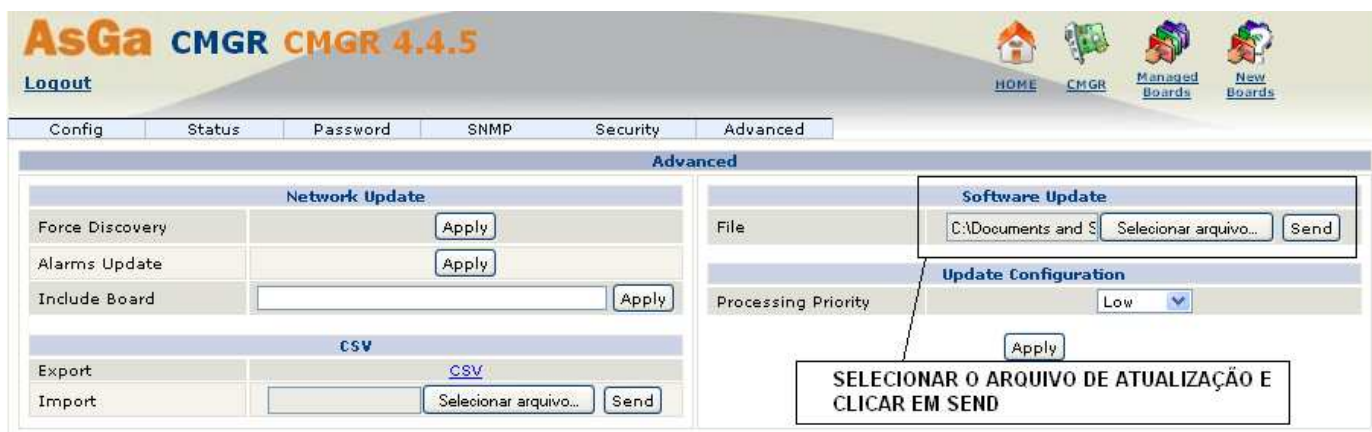 AsGa CMGR CMGR 4.4.5
Logout
HOME
CMGR
Managed
Boards
New
Boards
Config Status Password SNMP Security Advanced
Advanced
Network Update
Force Discovery Apply
Alarms Update Apply
Include Board Apply
CSV
Export CSV
Import Selecionar arquivo... Send
Software Update
File C:\Documents and S Selecionar arquivo... Send
Update Configuration
Processing Priority Low
Apply
SELECIONAR O ARQUIVO DE ATUALIZAÇÃO E
CLICAR EM SEND